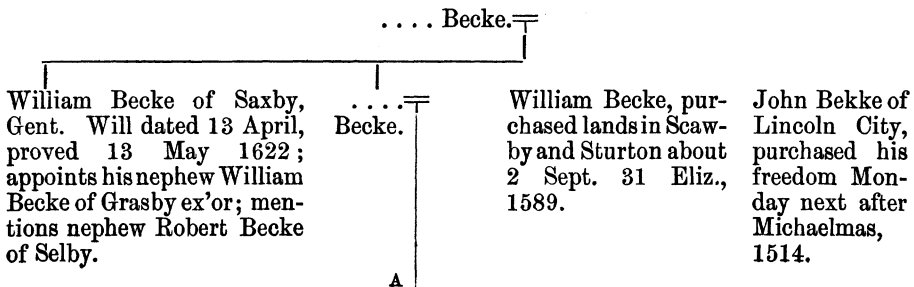 .... Becke.
William Becke of Saxby,
Gent. Will dated 13 April,
proved 13 May 1622;
appoints his nephew William
Becke of Grasby ex'or; men-
tions nephew Robert Becke
of Selby.
....
Becke.
A
William Becke, pur-
chased lands in Scaw-
by and Sturton about
2 Sept. 31 Eliz.,
1589.
John Bekke of
Lincoln City,
purchased his
freedom Mon-
day next after
Michaelmas,
1514.